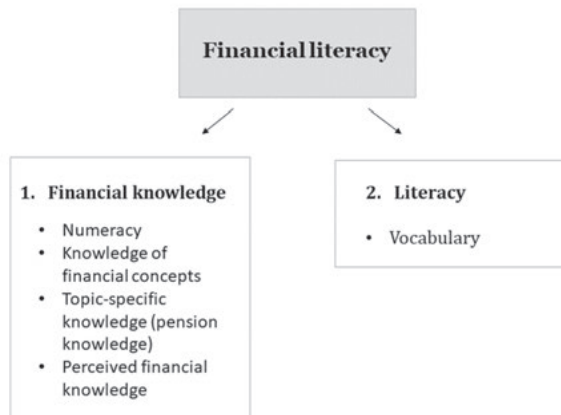 Financial literacy
1. Financial knowledge
• Numeracy
• Knowledge of
financial concepts
• Topic-specific
knowledge (pension
knowledge)
• Perceived financial
knowledge
2. Literacy
• Vocabulary